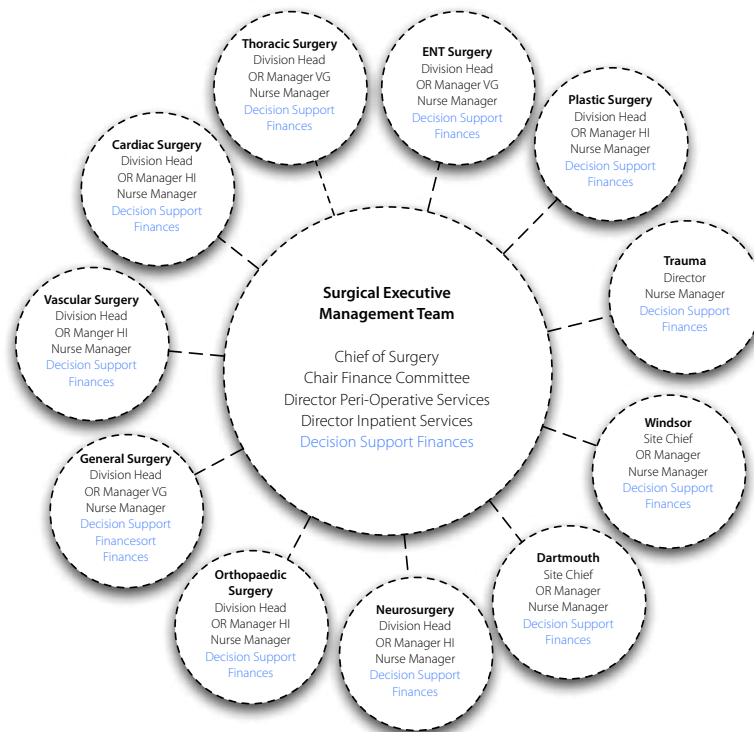 Thoracic Surgery
Division Head
OR Manager VG
Nurse Manager
Decision Support
Finances
ENT Surgery
Division Head
OR Manager VG
Nurse Manager
Decision Support
Finances
Plastic Surgery
Division Head
OR Manager HI
Nurse Manager
Decision Support
Finances
Cardiac Surgery
Division Head
OR Manager HI
Nurse Manager
Decision Support
Finances
Trauma
Director
Nurse Manager
Decision Support
Finances
Surgical Executive
Management Team
Chief of Surgery
Chair Finance Committee
Director Peri-Operative Services
Director Inpatient Services
Decision Support Finances
Vascular Surgery
Division Head
OR Manger HI
Nurse Manager
Decision Support
Finances
Windsor
Site Chief
OR Manager
Nurse Manager
Decision Support
Finances
General Surgery
Division Head
OR Manager VG
Nurse Manager
Decision Support
Financesort
Finances
Dartmouth
Site Chief
OR Manager
Nurse Manager
Decision Support
Finances
Orthopaedic
Surgery
Division Head
OR Manager HI
Nurse Manager
Decision Support
Finances
Neurosurgery
Division Head
OR Manager HI
Nurse Manager
Decision Support
Finances